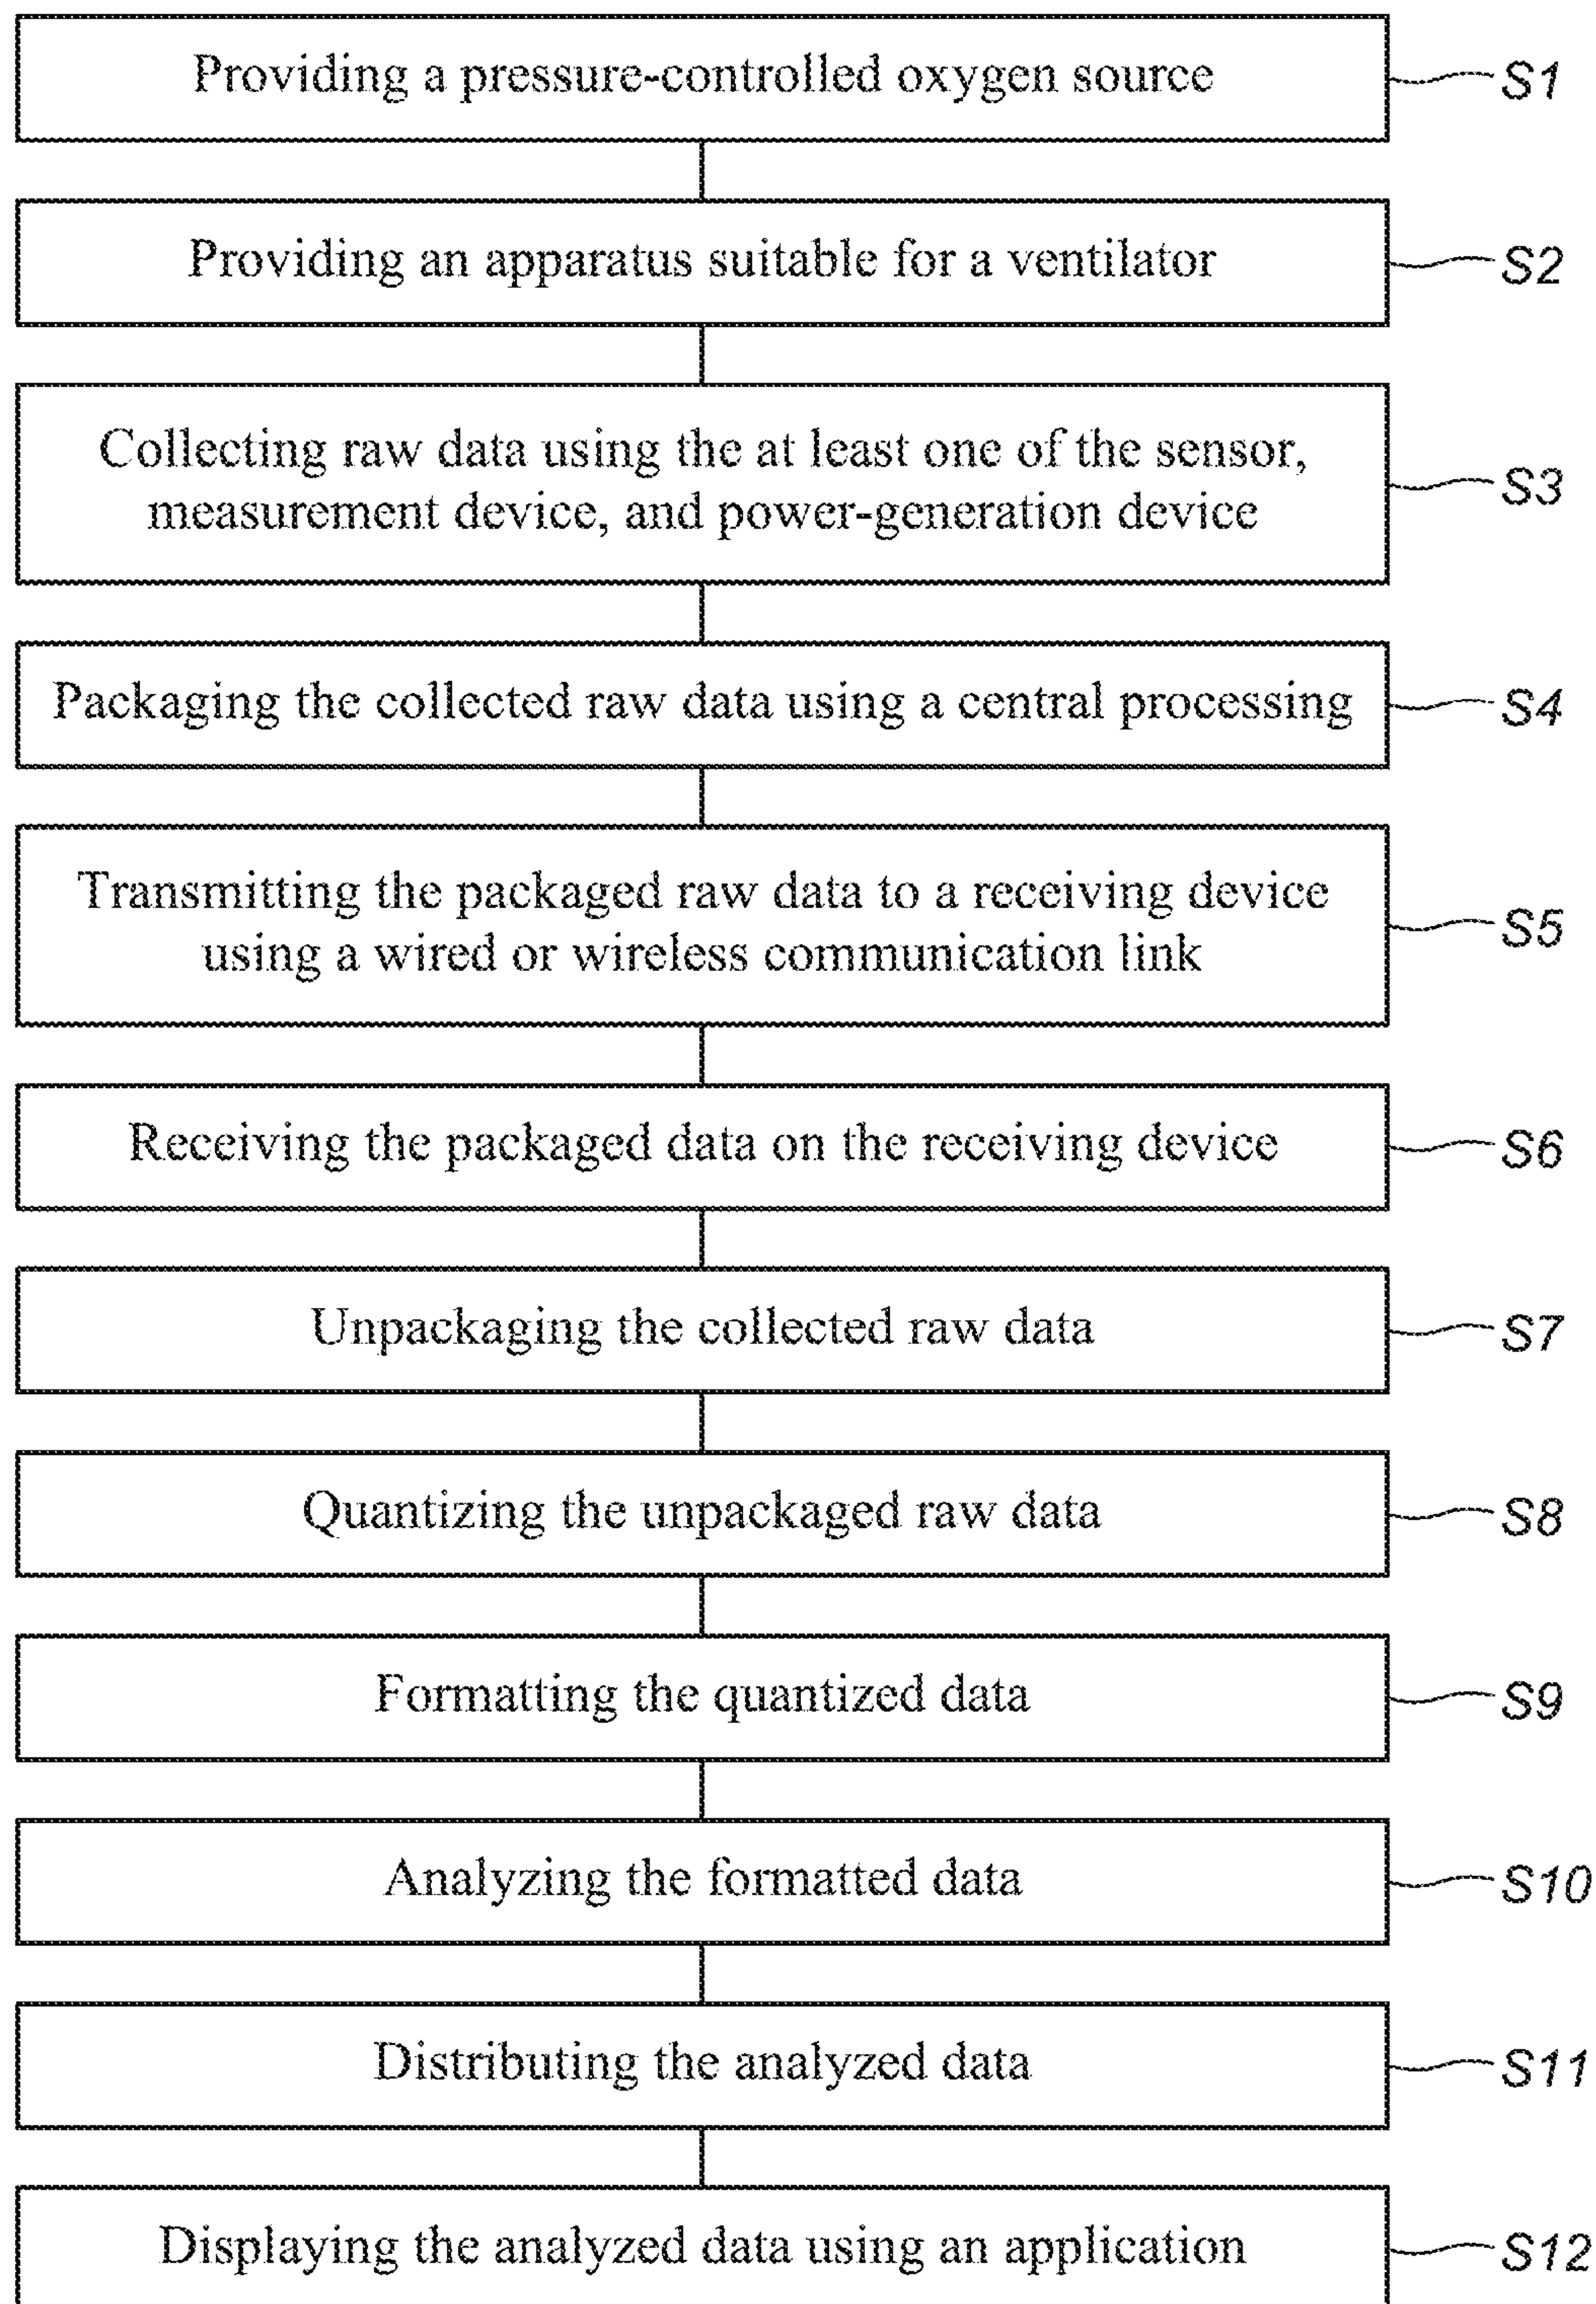 Providing a pressure-controlled oxygen source S1
Providing an apparatus suitable for a ventilator S2
Collecting raw data using the at least one of the sensor,
measurement device, and power-generation device S3
Packaging the collected raw data using a central processing S4
Transmitting the packaged raw data to a receiving device
using a wired or wireless communication link S5
Receiving the packaged data on the receiving device S6
Unpackaging the collected raw data S7
Quantizing the unpackaged raw data S8
Formatting the quantized data S9
Analyzing the formatted data S10
Distributing the analyzed data S11
Displaying the analyzed data using an application S12